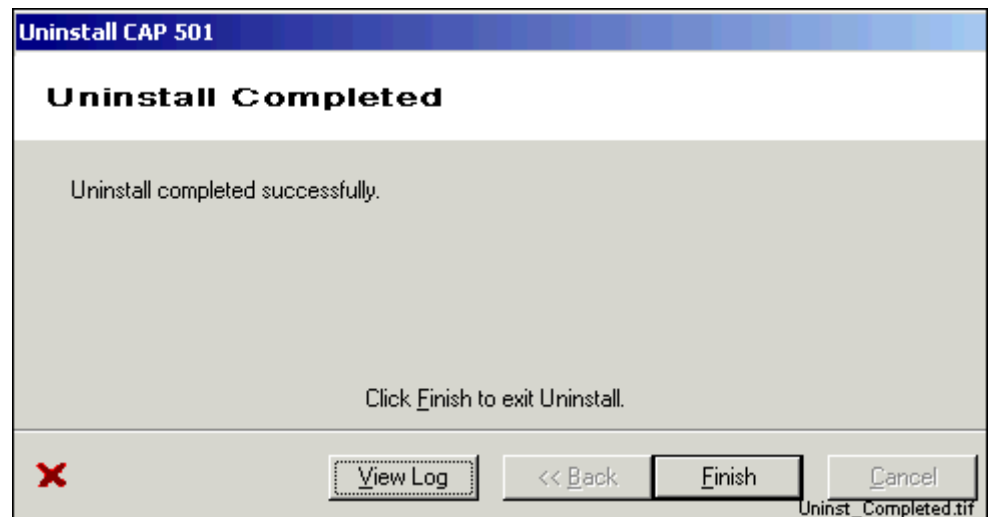 Uninstall CAP 501
Uninstall Completed
Uninstall completed successfully.
Click Finish to exit Uninstall.
View Log
<< Back
Finish
Cancel
Uninst_Completed.tif